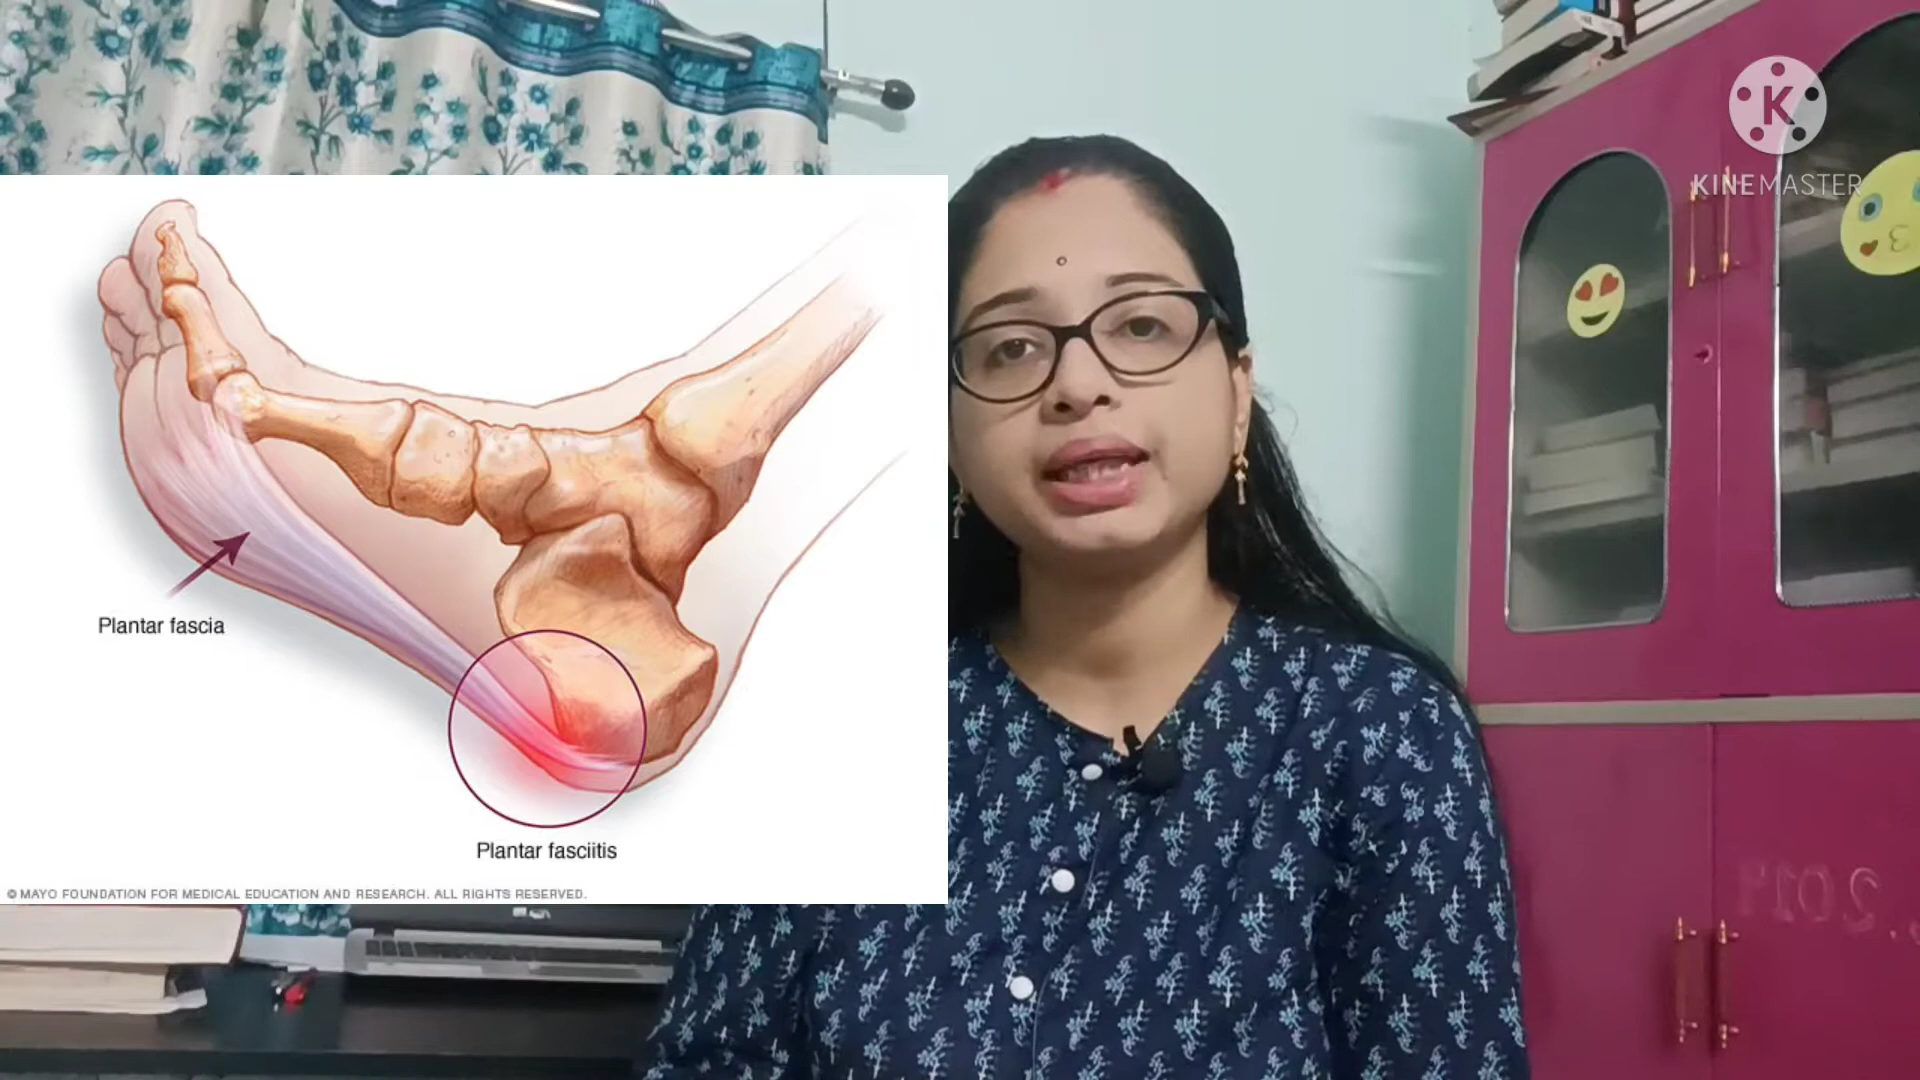 K
KINEMASTER
Plantar fascia
Plantar fasciitis
© MAYO FOUNDATION FOR MEDICAL EDUCATION AND RESEARCH. ALL RIGHTS RESERVED.